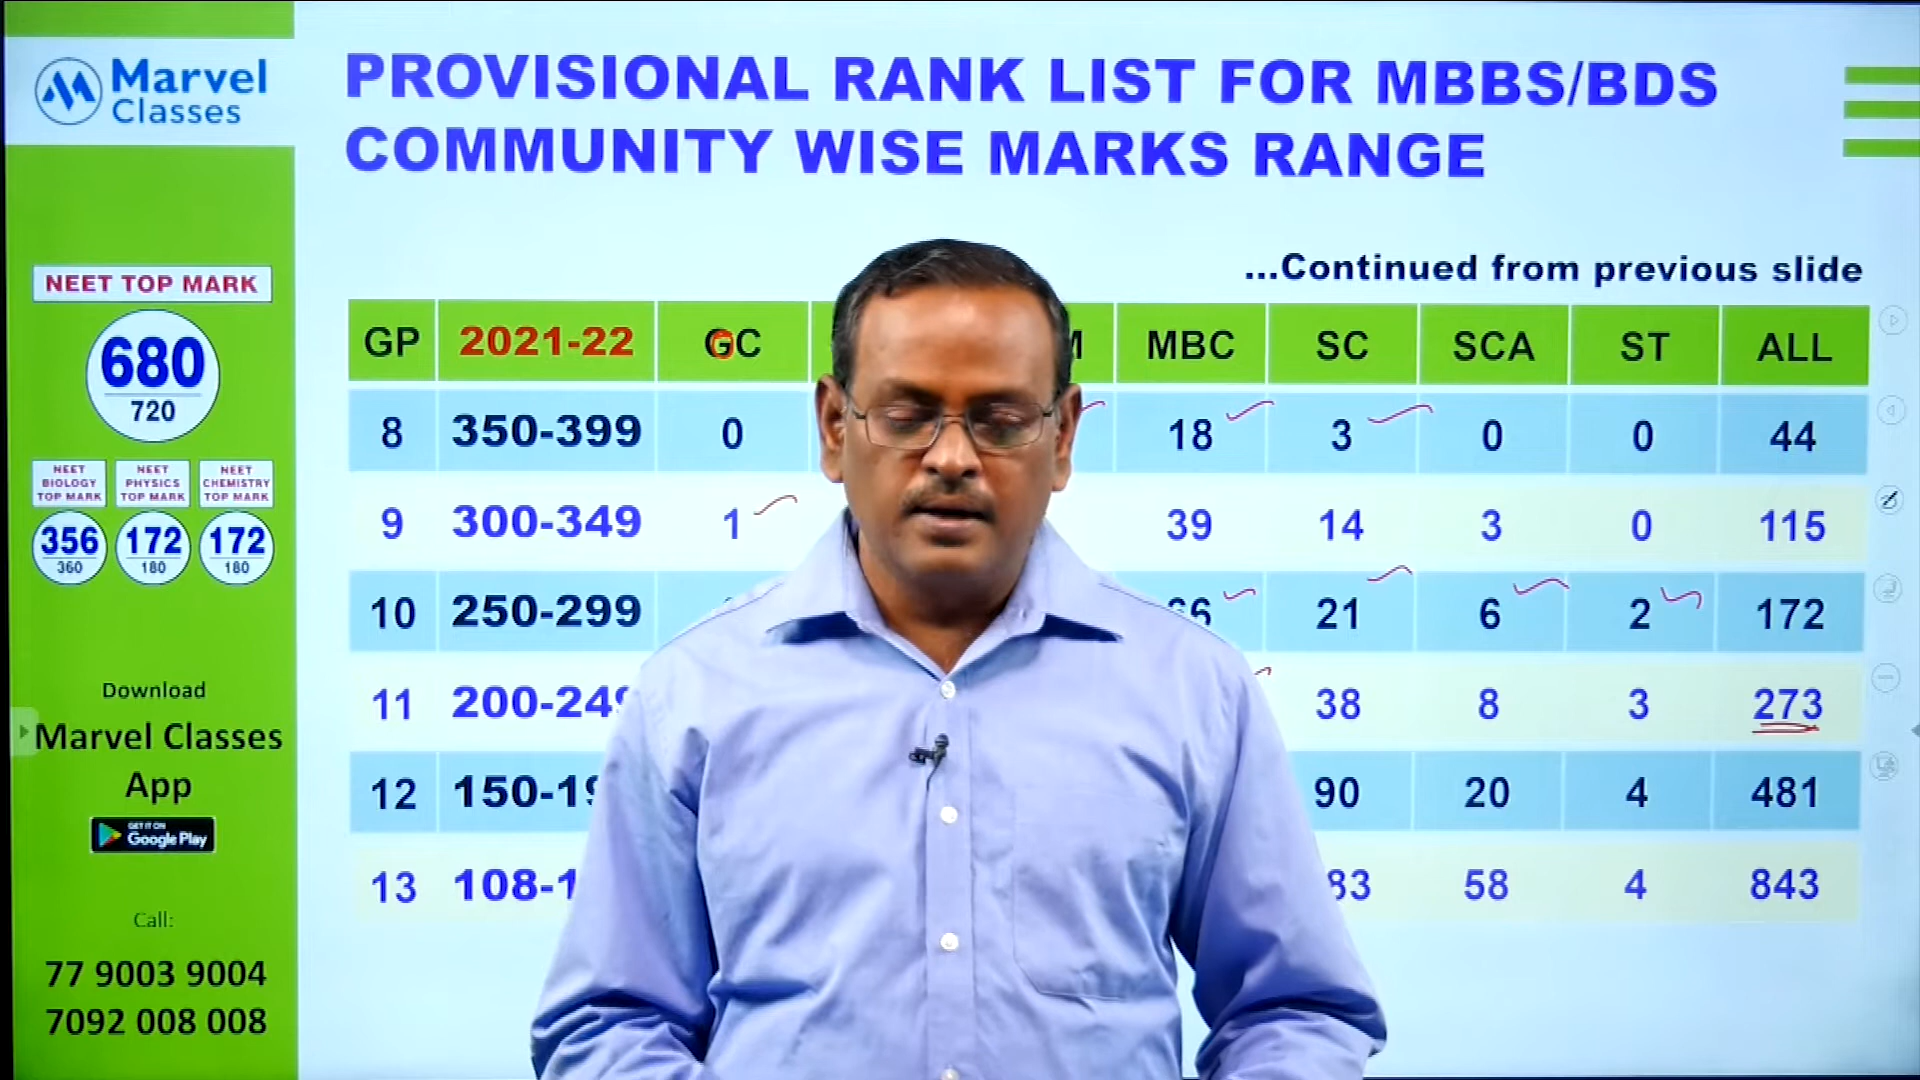 Marvel
Classes
PROVISIONAL RANK LIST FOR MBBS/BDS
COMMUNITY WISE MARKS RANGE
...Continued from previous slide
NEET TOP MARK
680
720
NEET BIOLOGY TOP MARK
356
360
NEET PHYSICS TOP MARK
172
180
NEET CHEMISTRY TOP MARK
172
180
Download
Marvel Classes
App
GET IT ON
Google Play
Call:
77 9003 9004
7092 008 008
GP 2021-22 GC MBC SC SCA ST ALL
8 350-399 0 18 3 0 0 44
9 300-349 1 39 14 3 0 115
10 250-299 21 6 2 172
11 38 8 3 273
12 90 20 4 481
13 58 4 843